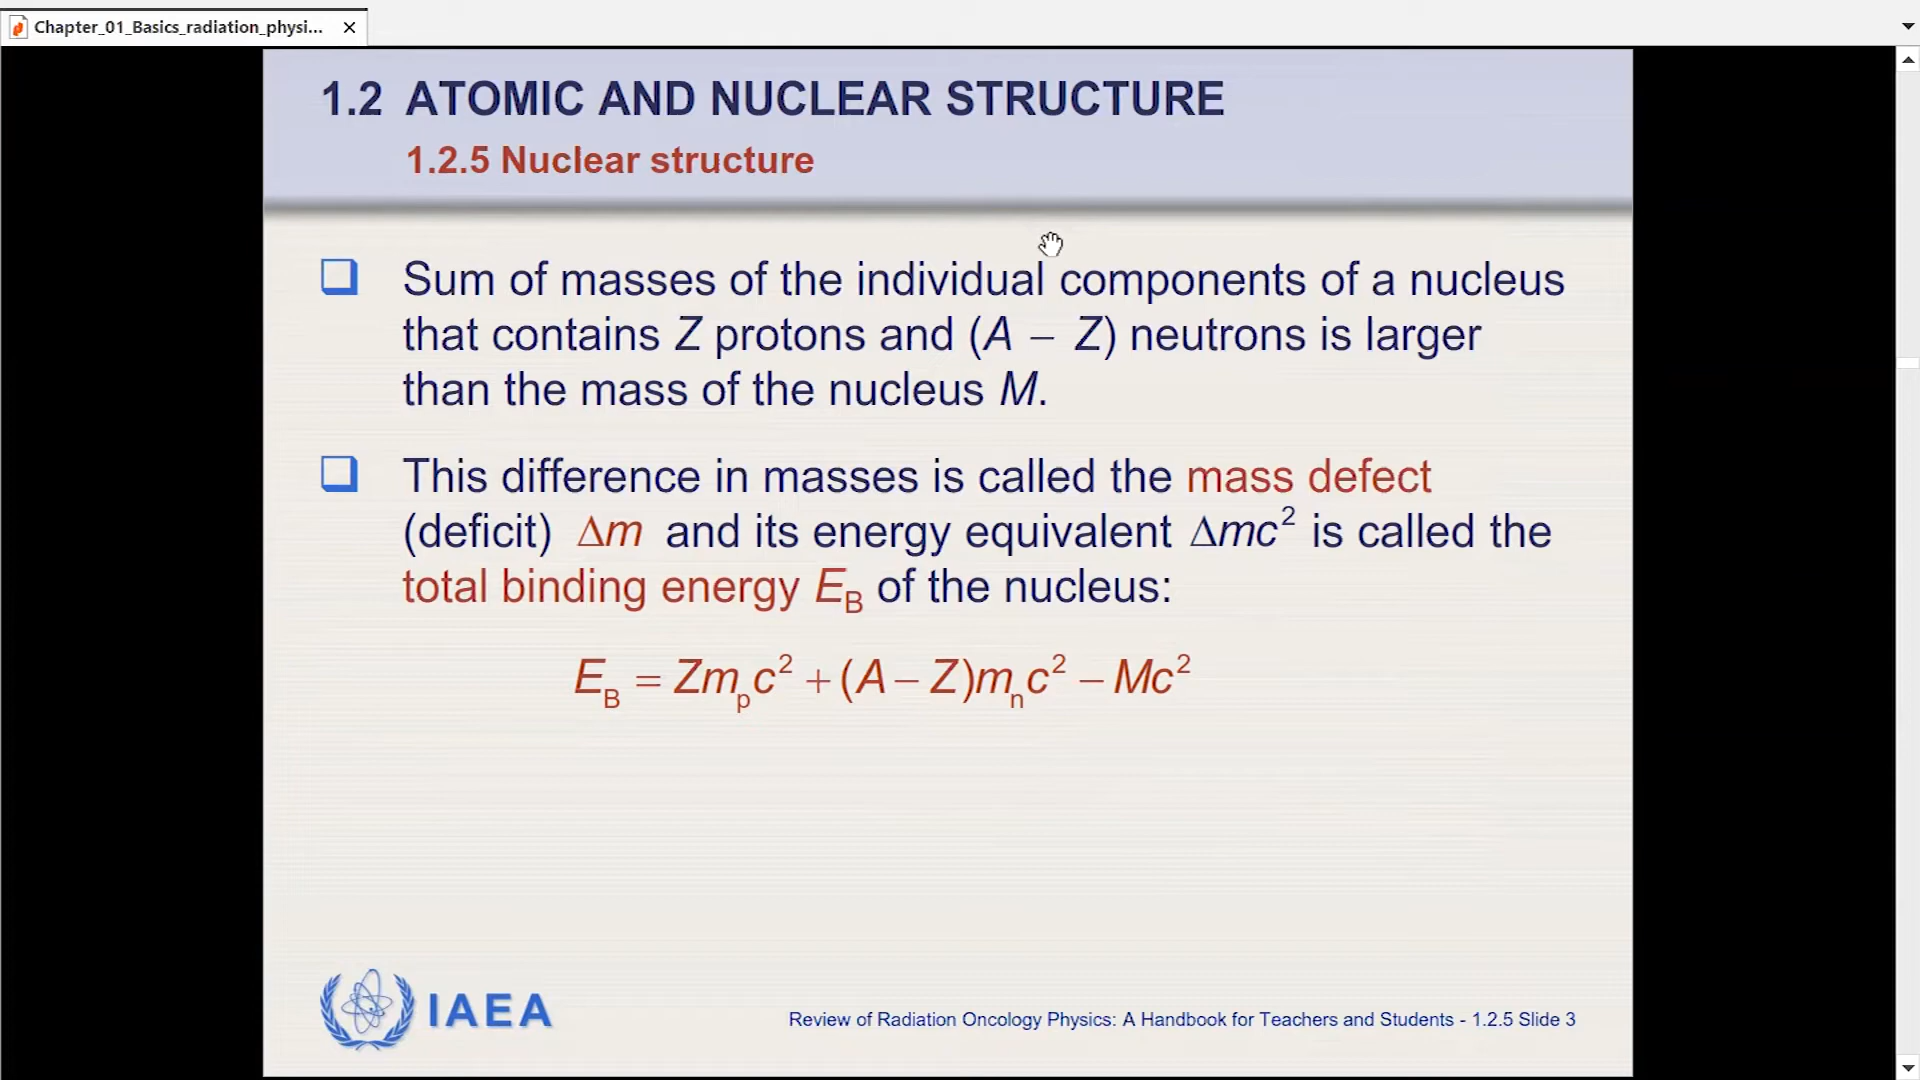 Chapter_01_Basics_radiation_physi...
1.2 ATOMIC AND NUCLEAR STRUCTURE
1.2.5 Nuclear structure
Sum of masses of the individual components of a nucleus
that contains Z protons and (A – Z) neutrons is larger
than the mass of the nucleus M.
This difference in masses is called the mass defect
(deficit) Δm and its energy equivalent Δmc² is called the
total binding energy E_B of the nucleus:
E_B = Zm_pc² + (A – Z)m_nc² – Mc²
IAEA
Review of Radiation Oncology Physics: A Handbook for Teachers and Students - 1.2.5 Slide 3